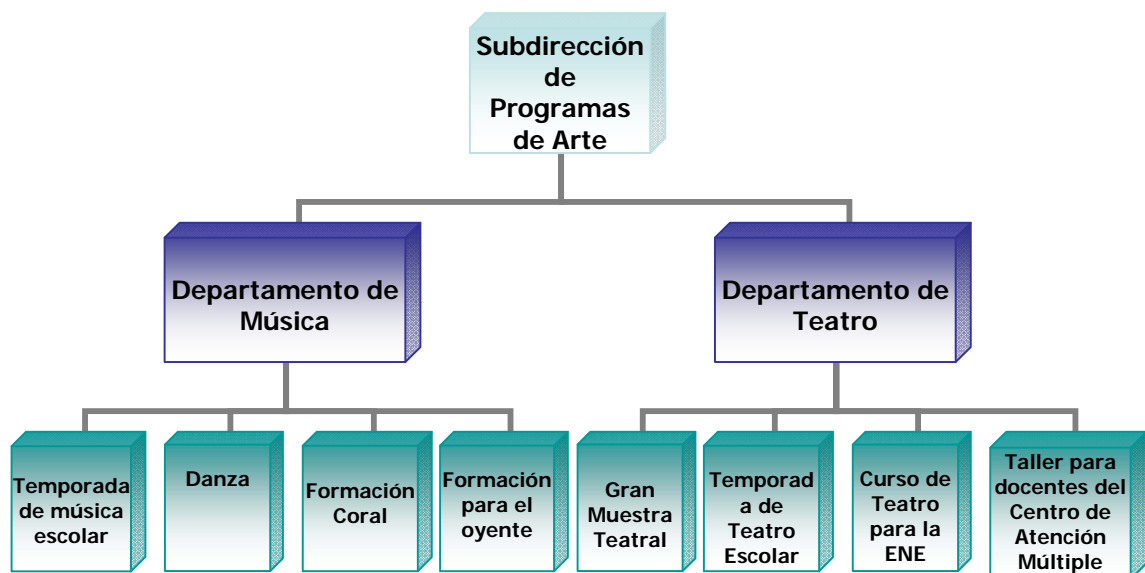 Subdirección
de
Programas
de Arte
Departamento de
Música
Departamento de
Teatro
Temporada
de música
escolar
Danza
Formación
Coral
Formación
para el
oyente
Gran
Muestra
Teatral
Temporad
a de
Teatro
Escolar
Curso de
Teatro
para la
ENE
Taller para
docentes del
Centro de
Atención
Múltiple